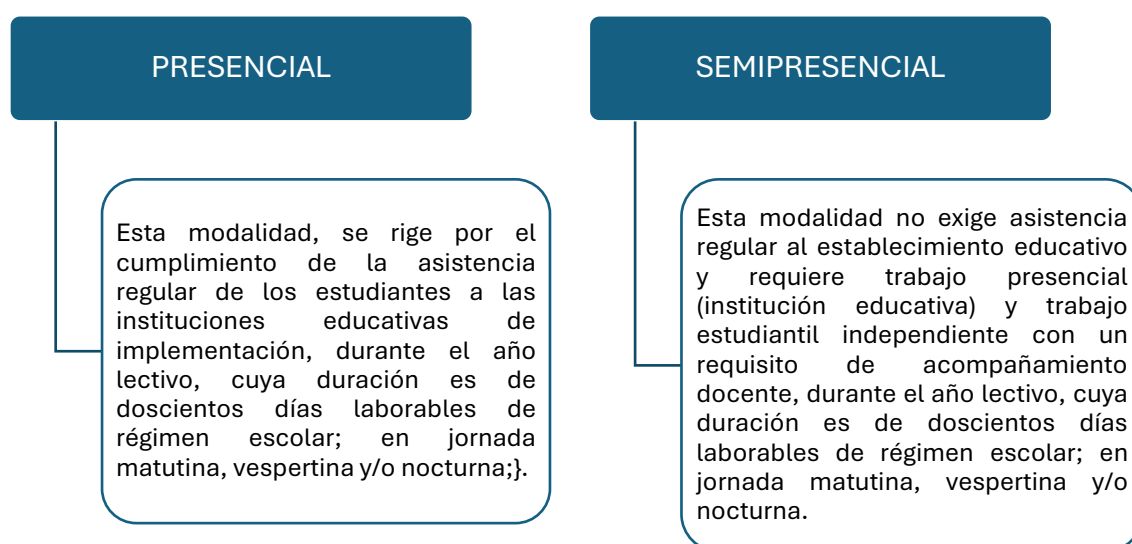 PRESENCIAL
Esta modalidad, se rige por el
cumplimiento de la asistencia
regular de los estudiantes a las
instituciones educativas de
implementación, durante el año
lectivo, cuya duración es de
doscientos días laborables de
régimen escolar; en jornada
matutina, vespertina y/o nocturna;}.
SEMIPRESENCIAL
Esta modalidad no exige asistencia
regular al establecimiento educativo
y requiere trabajo presencial
(institución educativa) y trabajo
estudiantil independiente con un
requisito de acompañamiento
docente, durante el año lectivo, cuya
duración es de doscientos días
laborables de régimen escolar; en
jornada matutina, vespertina y/o
nocturna.